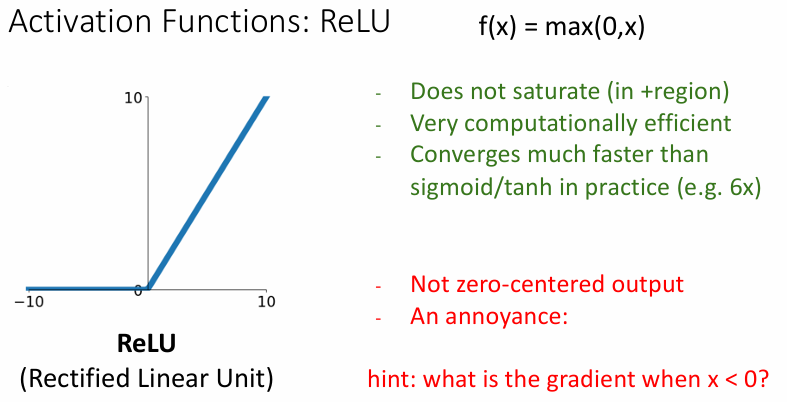 Activation Functions: ReLU
f(x) = max(0,x)
10
0
−10
10
ReLU
(Rectified Linear Unit)
- Does not saturate (in +region)
- Very computationally efficient
- Converges much faster than
sigmoid/tanh in practice (e.g. 6x)
- Not zero-centered output
- An annoyance:
hint: what is the gradient when x < 0?